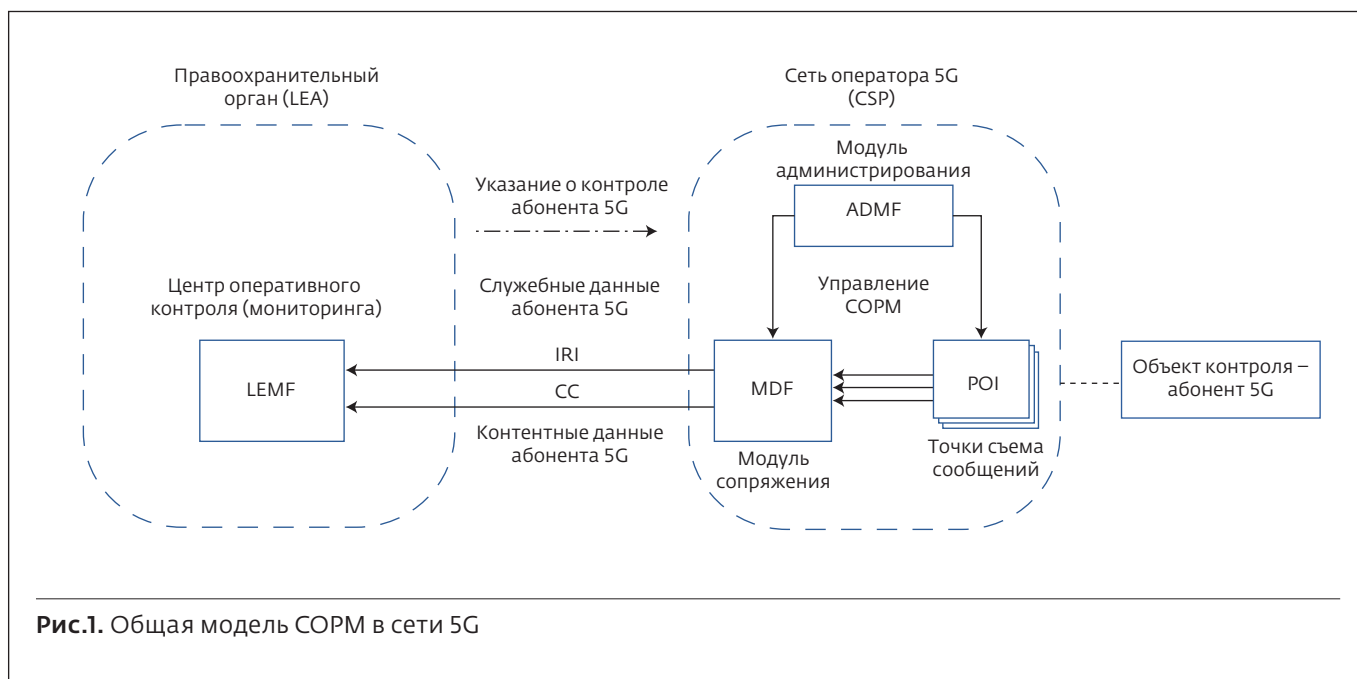 Правоохранительный
орган (LEA)
Сеть оператора 5G
(CSP)
Модуль
администрирования
ADMF
Указание о контроле
абонента 5G
Центр оперативного
контроля (мониторинга)
Служебные данные
абонента 5G
Управление
СОРМ
IRI
LEMF
CC
MDF
POI
Объект контроля –
абонент 5G
Контентные данные
абонента 5G
Модуль
сопряжения
Точки съема
сообщений
Рис.1. Общая модель СОРМ в сети 5G